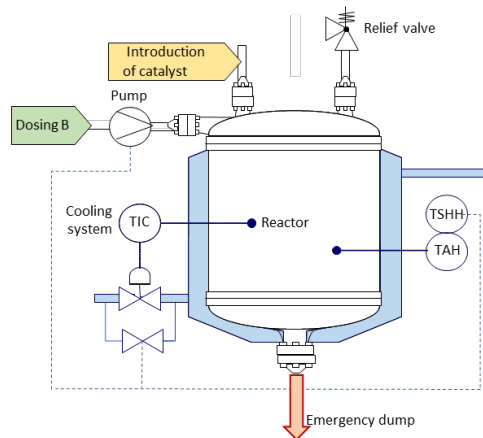 Introduction
of catalyst
Relief valve
Pump
Dosing B
Cooling
system
TIC
Reactor
TSHH
TAH
Emergency dump